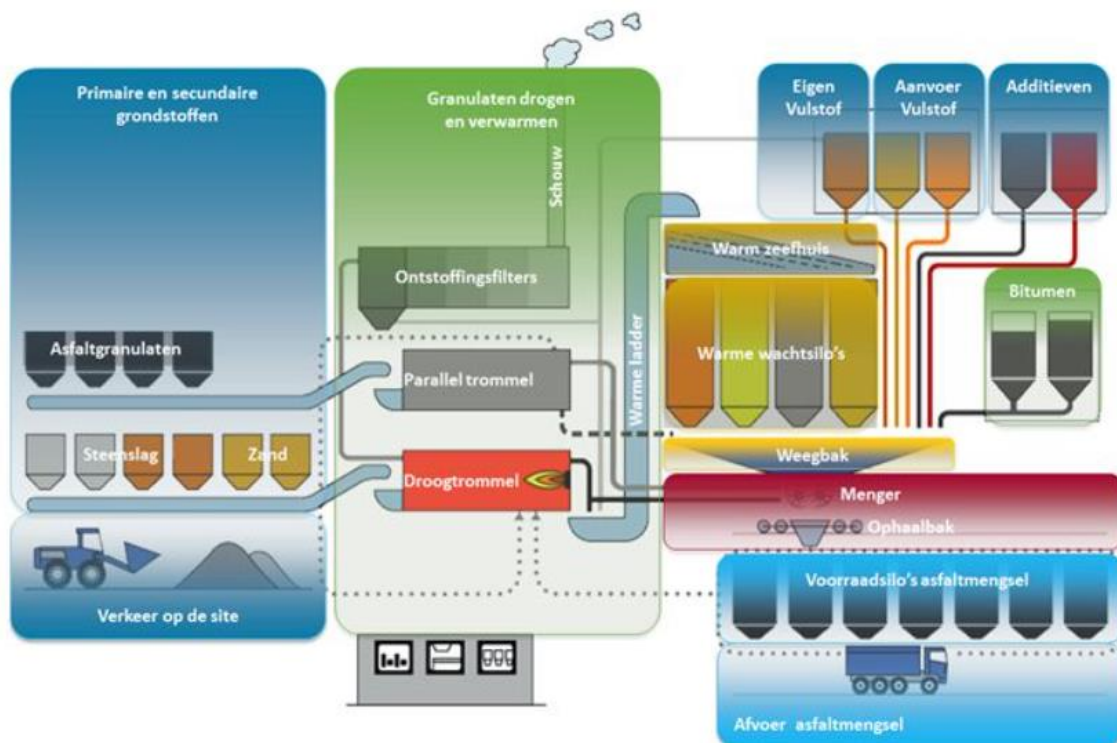 Primaire en secundaire
grondstoffen
Granulaten drogen
en verwarmen
Schouw
Eigen
Vulstof
Aanvoer
Vulstof
Additieven
Ontstoffingsfilters
Warm zeefhuis
Bitumen
Asfaltgranulaten
Parallel trommel
Warme ladder
Warme wachtsilo's
Steenslag
Zand
Droogtrommel
Weegbak
Menger
Ophaalbak
Voorraadsilo's asfaltmengsel
Verkeer op de site
Afvoer asfaltmengsel